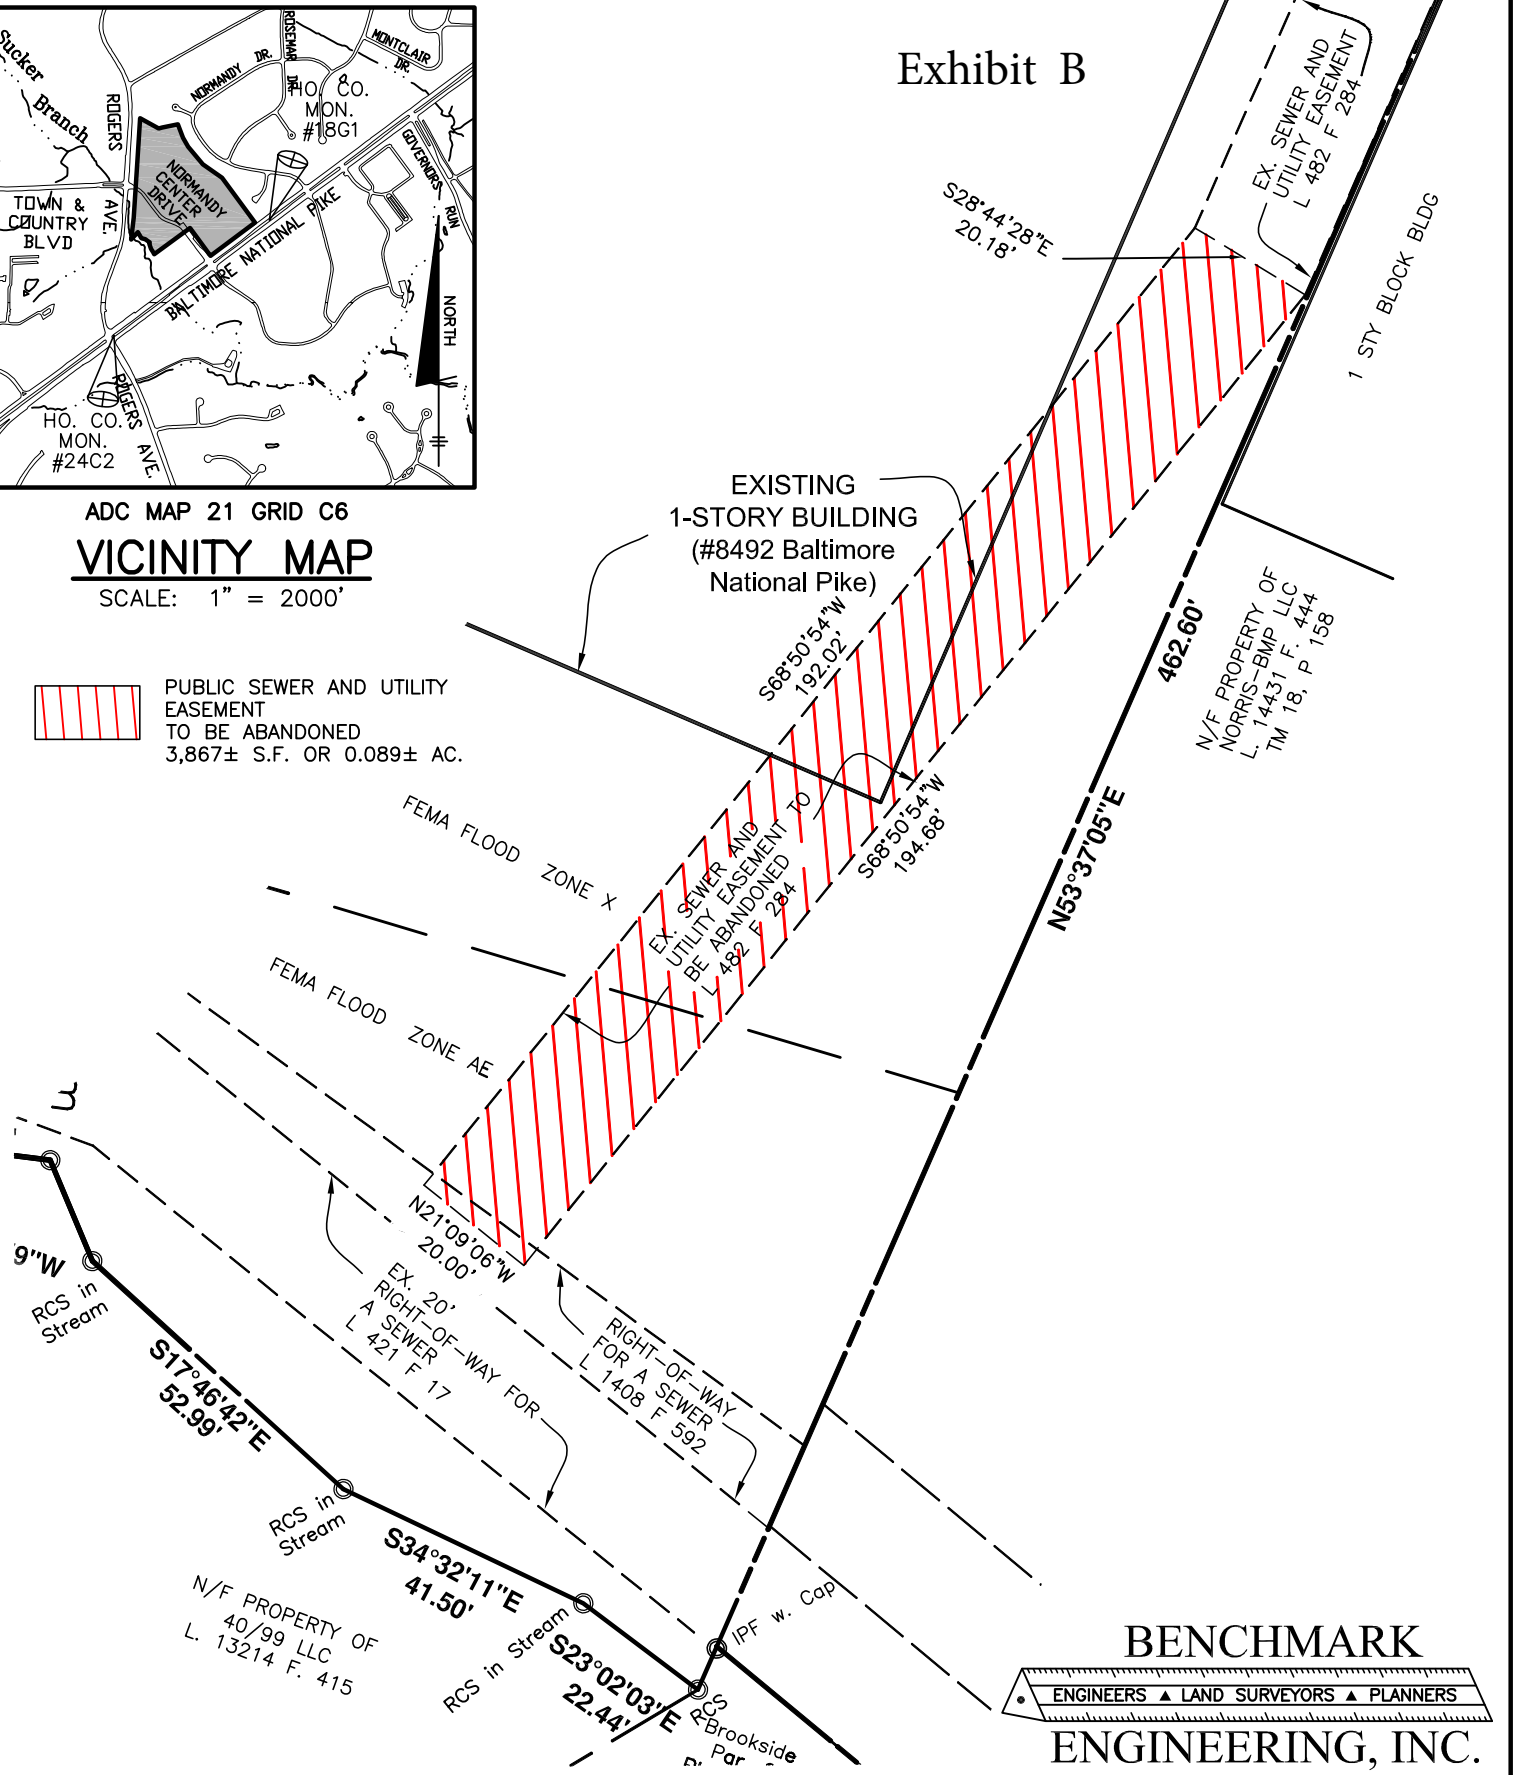 Exhibit B
Sucker
Branch
ROGERS
AVE.
NORMANDY DR.
ROSEMAR DR.
MONTCLAIR
DR.
HO. CO.
MON.
#18G1
GOVERNORS
RUN
NORMANDY
CENTER
DRIVE
TOWN &
COUNTRY
BLVD
BALTIMORE NATIONAL PIKE
NORTH
ROGERS AVE.
HO. CO.
MON.
#24C2
ADC MAP 21 GRID C6
VICINITY MAP
SCALE: 1" = 2000'
PUBLIC SEWER AND UTILITY
EASEMENT
TO BE ABANDONED
3,867± S.F. OR 0.089± AC.
EX. SEWER AND
UTILITY EASEMENT
L 482 F 284
S28°44'28"E
20.18'
1 STY BLOCK BLDG
EXISTING
1-STORY BUILDING
(#8492 Baltimore
National Pike)
S68°50'54"W
192.02'
462.60'
N/F PROPERTY OF
NORRIS-BMP LLC
L. 14431 F. 444
TM 18, P 158
S68°50'54"W
194.68'
N53°37'05"E
FEMA FLOOD ZONE X
EX. SEWER AND
UTILITY EASEMENT TO
BE ABANDONED
L 482 F 284
FEMA FLOOD ZONE AE
N21°09'06"W
20.00'
EX. 20'
RIGHT-OF-WAY FOR
A SEWER
L 421 F 17
RIGHT-OF-WAY
FOR A SEWER
L 1408 F 592
9"W
RCS in
Stream
S17°46'42"E
52.99'
RCS in
Stream
S34°32'11"E
41.50'
N/F PROPERTY OF
40/99 LLC
L. 13214 F. 415
RCS in Stream
S23°02'03"E
22.44'
IPF w. Cap
RCS
Brookside
Par
BENCHMARK
ENGINEERS ▲ LAND SURVEYORS ▲ PLANNERS
ENGINEERING, INC.